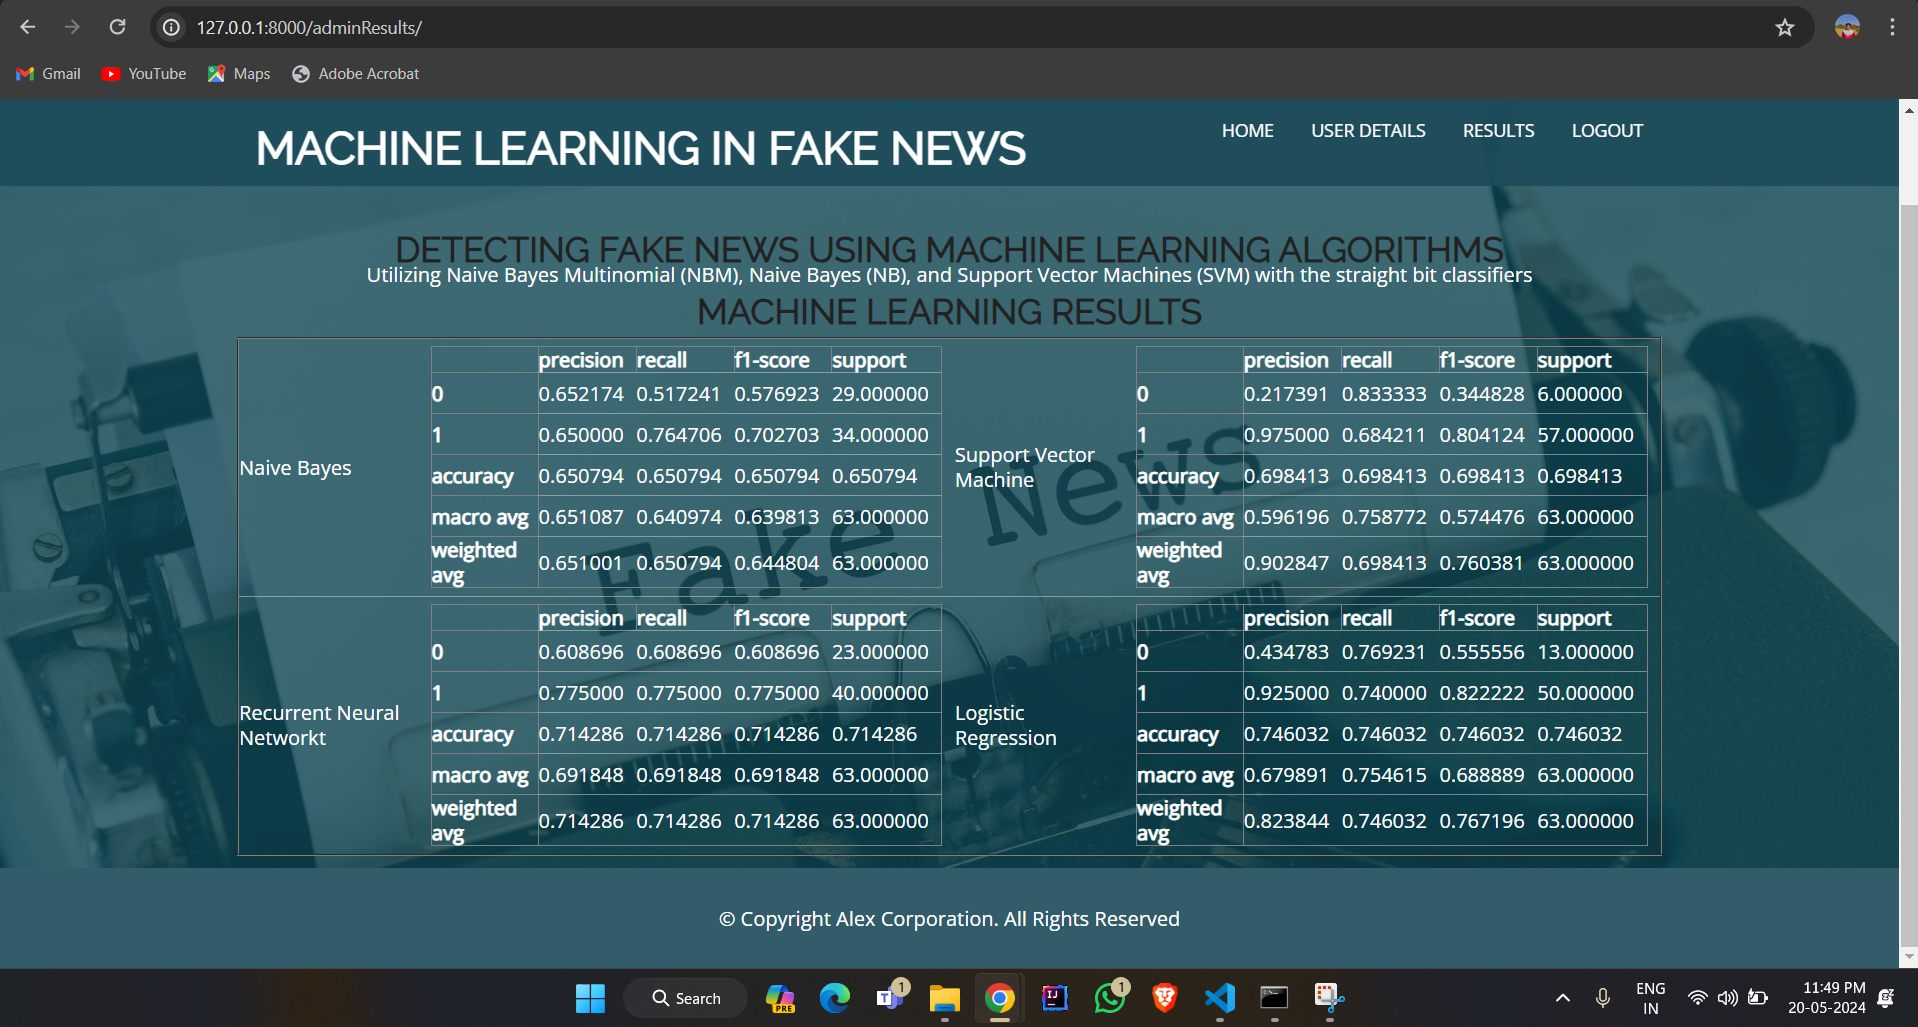 127.0.0.1:8000/adminResults/
Gmail YouTube Maps Adobe Acrobat
MACHINE LEARNING IN FAKE NEWS
HOME USER DETAILS RESULTS LOGOUT
DETECTING FAKE NEWS USING MACHINE LEARNING ALGORITHMS
Utilizing Naive Bayes Multinomial (NBM), Naive Bayes (NB), and Support Vector Machines (SVM) with the straight bit classifiers
MACHINE LEARNING RESULTS
Naive Bayes
precision recall f1-score support
0 0.652174 0.517241 0.576923 29.000000
1 0.650000 0.764706 0.702703 34.000000
accuracy 0.650794 0.650794 0.650794 0.650794
macro avg 0.651087 0.640974 0.639813 63.000000
weighted
avg 0.651001 0.650794 0.644804 63.000000
Support Vector
Machine
precision recall f1-score support
0 0.217391 0.833333 0.344828 6.000000
1 0.975000 0.684211 0.804124 57.000000
accuracy 0.698413 0.698413 0.698413 0.698413
macro avg 0.596196 0.758772 0.574476 63.000000
weighted
avg 0.902847 0.698413 0.760381 63.000000
Recurrent Neural
Networkt
precision recall f1-score support
0 0.608696 0.608696 0.608696 23.000000
1 0.775000 0.775000 0.775000 40.000000
accuracy 0.714286 0.714286 0.714286 0.714286
macro avg 0.691848 0.691848 0.691848 63.000000
weighted
avg 0.714286 0.714286 0.714286 63.000000
Logistic
Regression
precision recall f1-score support
0 0.434783 0.769231 0.555556 13.000000
1 0.925000 0.740000 0.822222 50.000000
accuracy 0.746032 0.746032 0.746032 0.746032
macro avg 0.679891 0.754615 0.688889 63.000000
weighted
avg 0.823844 0.746032 0.767196 63.000000
Fake News
© Copyright Alex Corporation. All Rights Reserved
Search
PRE
1
IJ
1
ENG
IN
11:49 PM
20-05-2024